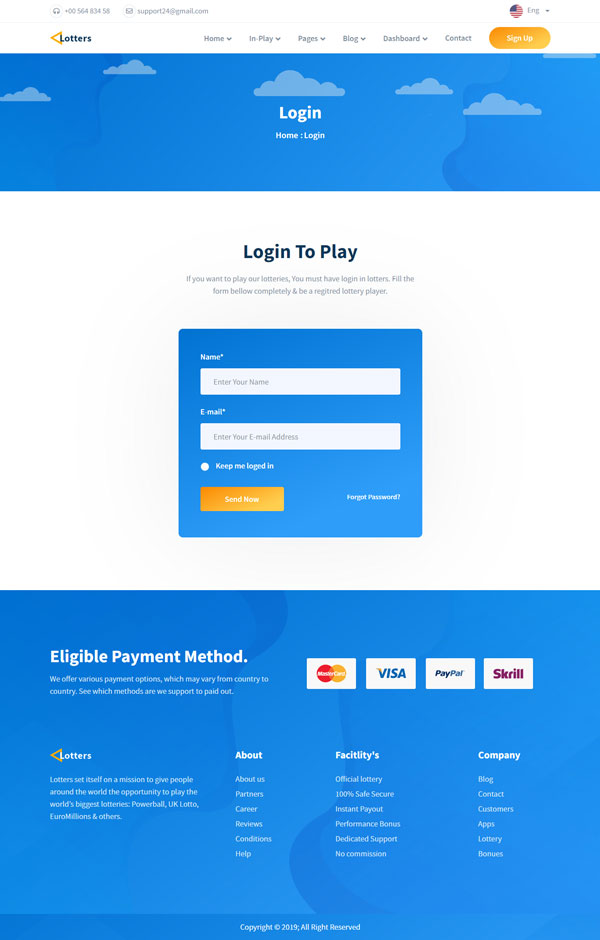 +00 564 834 58 support24@gmail.com Eng
Lotters Home In-Play Pages Blog Dashboard Contact Sign Up
Login
Home : Login
Login To Play
If you want to play our lotteries, You must have login in lotters. Fill the
form bellow completely & be a regitred lottery player.
Name*
Enter Your Name
E-mail*
Enter Your E-mail Address
Keep me loged in
Send Now Forgot Password?
Eligible Payment Method.
We offer various payment options, which may vary from country to
country. See which methods are we support to paid out.
MasterCard VISA PayPal Skrill
Lotters
Lotters set itself on a mission to give people
around the world the opportunity to play the
world's biggest lotteries: Powerball, UK Lotto,
EuroMillions & others.
About
About us
Partners
Career
Reviews
Conditions
Help
Facitlity's
Official lottery
100% Safe Secure
Instant Payout
Performance Bonus
Dedicated Support
No commission
Company
Blog
Contact
Customers
Apps
Lottery
Bonues
Copyright © 2019; All Right Reserved